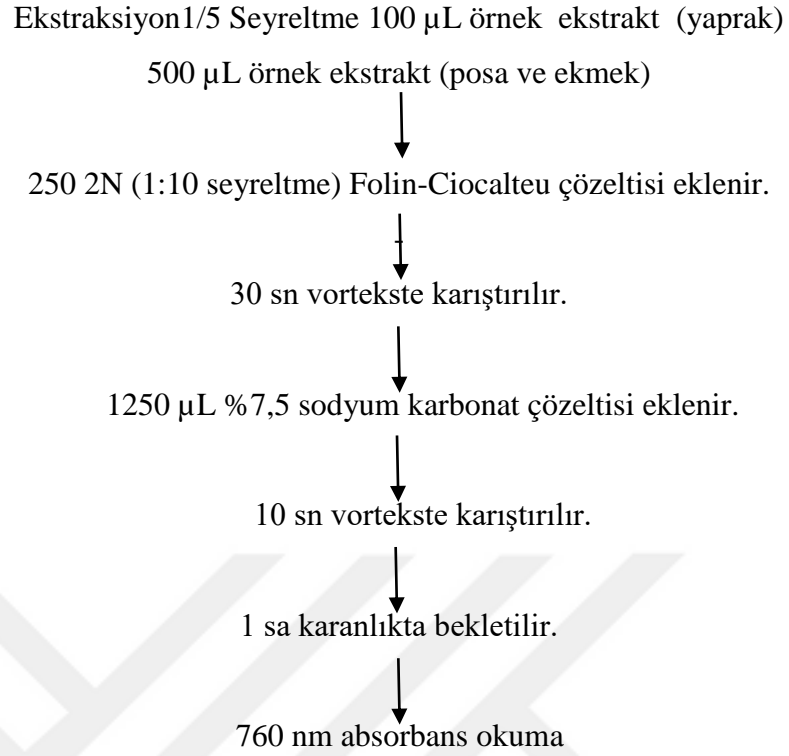 Ekstraksiyon1/5 Seyreltme 100 µL örnek ekstrakt (yaprak)
500 µL örnek ekstrakt (posa ve ekmek)
250 2N (1:10 seyreltme) Folin-Ciocalteu çözeltisi eklenir.
30 sn vortekste karıştırılır.
1250 µL %7,5 sodyum karbonat çözeltisi eklenir.
10 sn vortekste karıştırılır.
1 sa karanlıkta bekletilir.
760 nm absorbans okuma